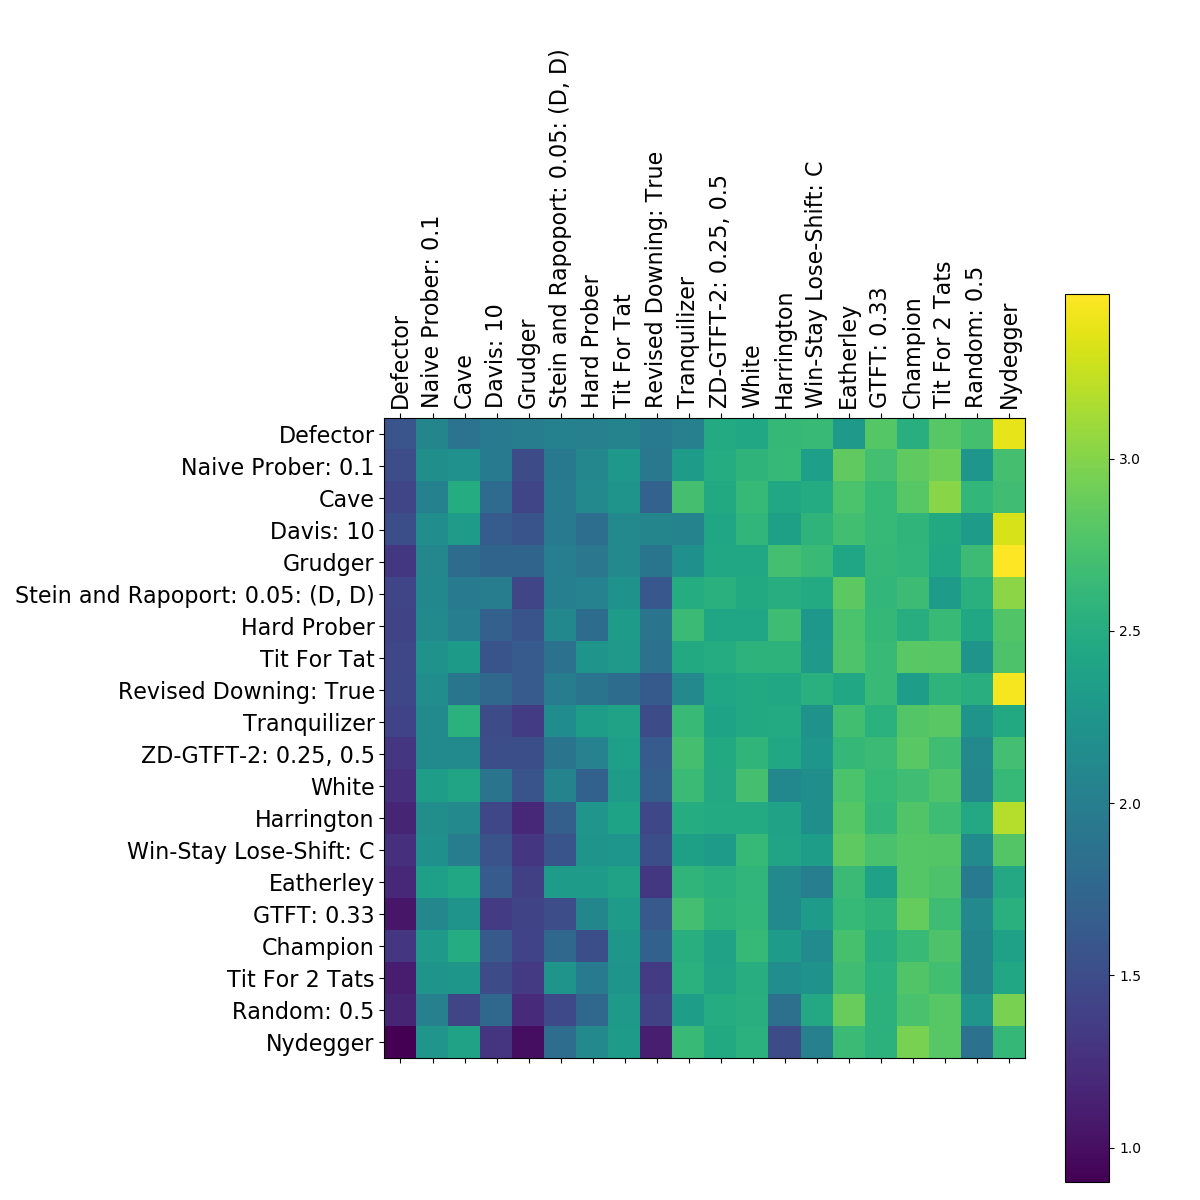 Defector
Naive Prober: 0.1
Cave
Davis: 10
Grudger
Stein and Rapoport: 0.05: (D, D)
Hard Prober
Tit For Tat
Revised Downing: True
Tranquilizer
ZD-GTFT-2: 0.25, 0.5
White
Harrington
Win-Stay Lose-Shift: C
Eatherley
GTFT: 0.33
Champion
Tit For 2 Tats
Random: 0.5
Nydegger
Defector
Naive Prober: 0.1
Cave
Davis: 10
Grudger
Stein and Rapoport: 0.05: (D, D)
Hard Prober
Tit For Tat
Revised Downing: True
Tranquilizer
ZD-GTFT-2: 0.25, 0.5
White
Harrington
Win-Stay Lose-Shift: C
Eatherley
GTFT: 0.33
Champion
Tit For 2 Tats
Random: 0.5
Nydegger
3.0
2.5
2.0
1.5
1.0